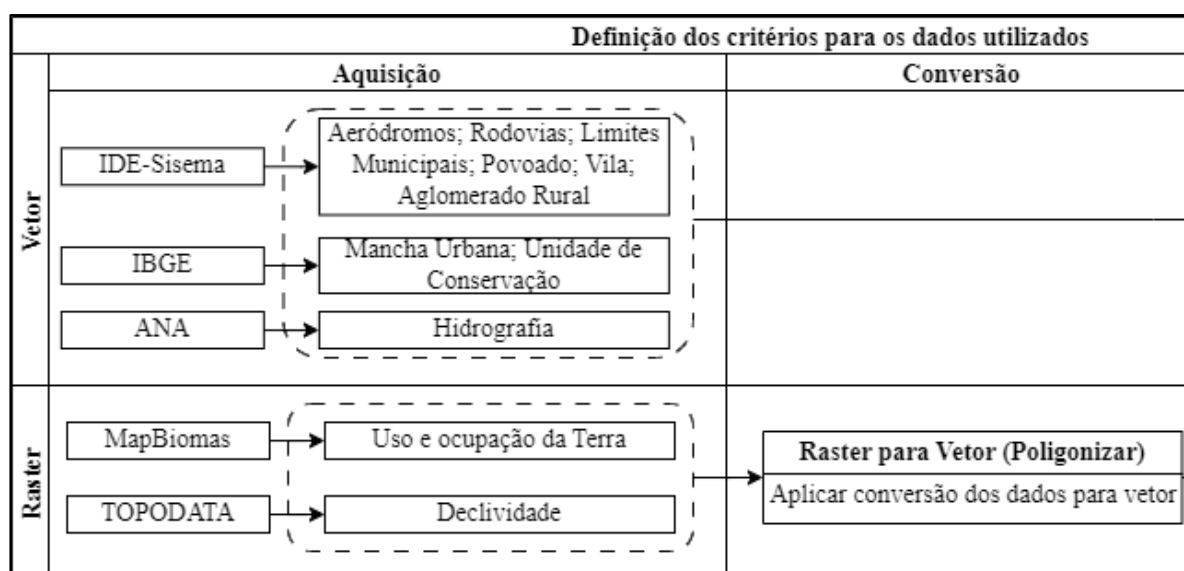 Definição dos critérios para os dados utilizados
Aquisição
Conversão
Vetor
IDE-Sisema
Aeródromos; Rodovias; Limites
Municipais; Povoado; Vila;
Aglomerado Rural
IBGE
Mancha Urbana; Unidade de
Conservação
ANA
Hidrografia
Raster
MapBiomas
Uso e ocupação da Terra
TOPODATA
Declividade
Raster para Vetor (Poligonizar)
Aplicar conversão dos dados para vetor